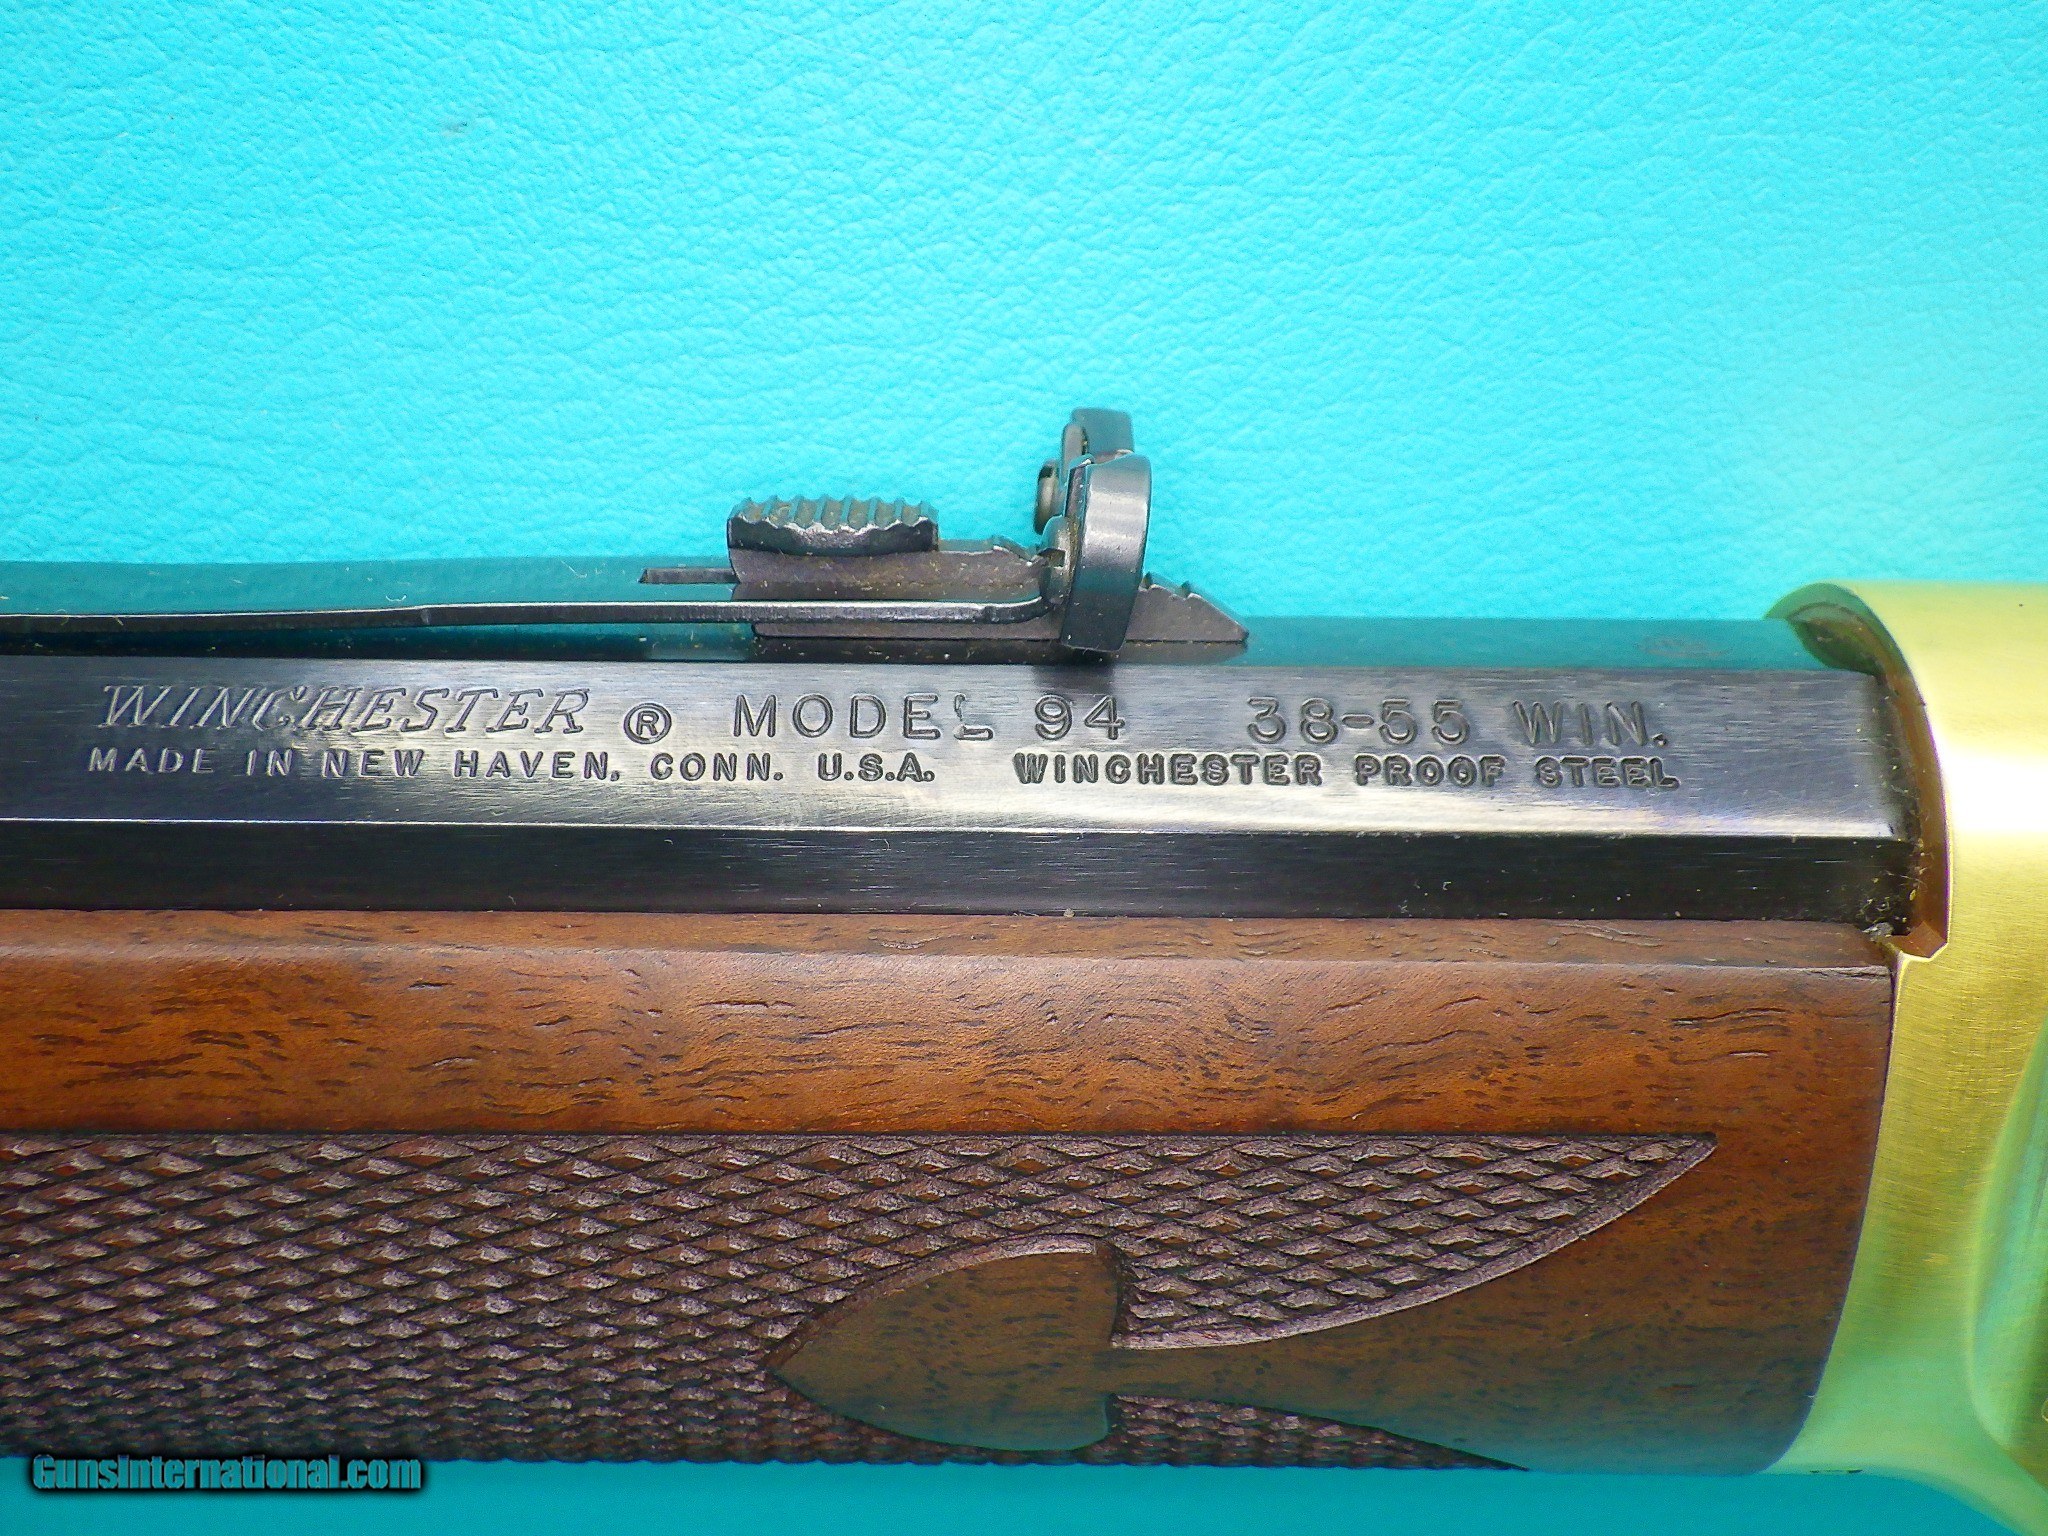 WINCHESTER ® MODEL 94 38-55 WIN.
MADE IN NEW HAVEN, CONN. U.S.A. WINCHESTER PROOF STEEL
GunsInternational.com